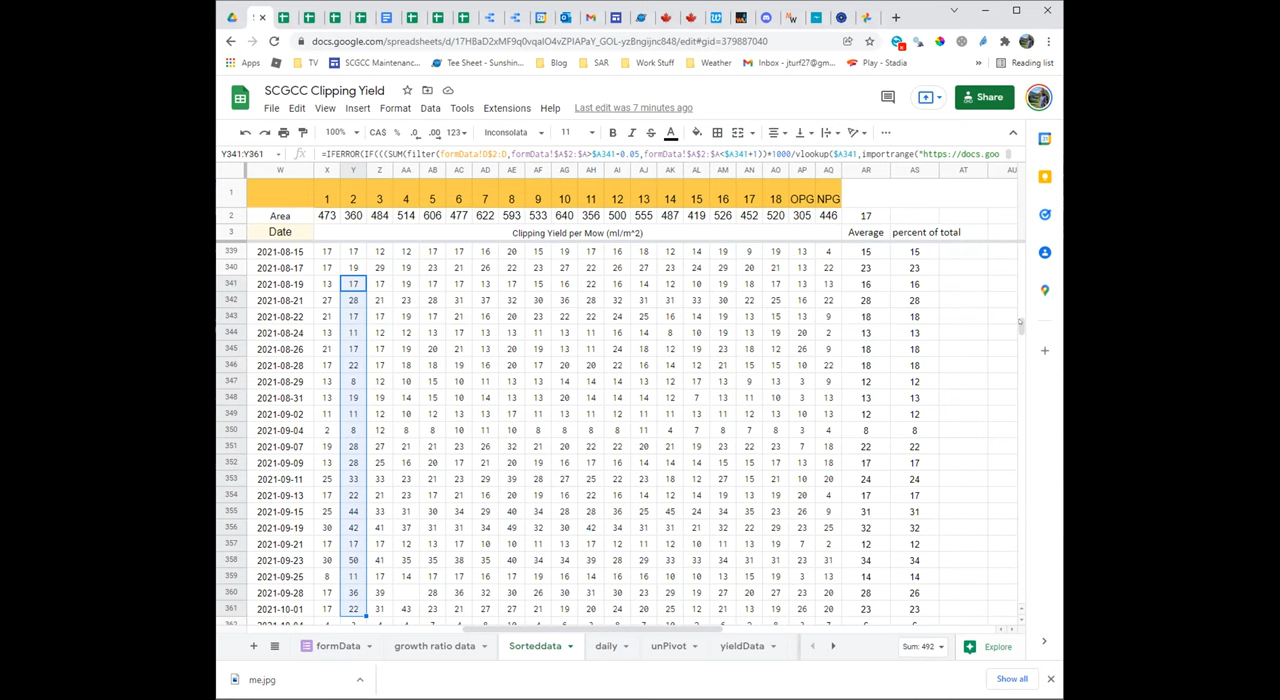 docs.google.com/spreadsheets/d/17HBaD2xMF9q0vqaIO4vZPIAPaY_GOL-yzBngijnc848/edit#gid=379887040
Apps TV SCGCC Maintenanc... Tee Sheet - Sunshin... Blog SAR Work Stuff Weather Inbox - jturf27@gm... Play - Stadia » Reading list
SCGCC Clipping Yield
File Edit View Insert Format Data Tools Extensions Help Last edit was 7 minutes ago Share
100% CA$ % .0 .00 123 Inconsolata 11 B I S A
Y341:Y361 fx =IFERROR(IF(((SUM(filter(formData!D$2:D,formData!$A$2:$A>$A341-0.05,formData!$A$2:$A<$A341+1))*1000/vlookup($A341,importrange("https://docs.goo
W X Y Z AA AB AC AD AE AF AG AH AI AJ AK AL AM AN AO AP AQ AR AS AT AU
1 1 2 3 4 5 6 7 8 9 10 11 12 13 14 15 16 17 18 OPG NPG
2 Area 473 360 484 514 606 477 622 593 533 640 356 500 555 487 419 526 452 520 305 446 17
3 Date Clipping Yield per Mow (ml/m^2) Average percent of total
339 2021-08-15 17 17 12 12 19 17 17 16 20 15 19 17 16 18 12 14 19 9 19 13 4 15 15
340 2021-08-17 17 19 29 19 23 21 26 22 23 27 22 26 27 23 24 29 20 21 13 22 23 23
341 2021-08-19 13 17 17 19 17 17 13 17 15 16 22 16 14 12 10 19 18 17 13 13 16 16
342 2021-08-21 27 28 21 23 28 31 37 32 30 36 28 32 31 31 33 30 22 25 16 22 28 28
343 2021-08-22 21 17 17 19 17 21 16 20 23 22 22 24 25 16 14 19 13 15 13 9 18 18
344 2021-08-24 13 11 12 12 13 17 13 13 11 13 11 16 14 8 10 19 13 19 20 2 13 13
345 2021-08-26 21 17 17 19 20 21 13 20 19 13 11 24 18 12 19 23 18 12 26 9 18 18
346 2021-08-28 17 22 17 18 18 19 16 20 17 20 20 22 16 14 12 21 15 15 10 22 18 18
347 2021-08-29 13 8 12 10 15 10 11 13 13 14 14 14 13 12 17 13 9 13 3 9 12 12
348 2021-08-31 13 19 19 14 15 10 14 13 13 20 14 14 14 12 7 13 11 10 3 13 13 13
349 2021-09-02 11 11 12 10 12 13 13 17 11 13 11 12 11 11 13 11 12 13 10 13 12 12
350 2021-09-04 2 8 12 8 8 10 11 10 8 8 8 8 11 4 7 8 7 8 3 4 8 8
351 2021-09-07 19 28 27 21 21 23 26 32 21 20 22 22 20 21 19 23 22 23 7 18 22 22
352 2021-09-09 13 28 25 16 20 17 21 20 19 16 17 16 14 14 14 15 15 17 13 18 17 17
353 2021-09-11 25 33 33 23 21 23 29 39 28 27 25 22 23 18 12 27 15 21 10 20 24 24
354 2021-09-13 17 22 21 23 17 21 16 20 22 14 22 22 16 12 14 19 13 19 20 4 17 17
355 2021-09-15 25 44 33 31 30 34 29 40 34 28 28 36 25 45 24 34 35 23 26 9 31 31
356 2021-09-19 30 42 41 37 31 31 34 49 32 30 42 34 31 31 21 32 22 29 23 25 32 32
357 2021-09-21 17 17 17 12 13 17 10 10 11 13 17 12 11 12 10 11 13 19 7 2 12 12
358 2021-09-23 30 50 41 35 35 38 35 40 34 34 39 28 29 33 33 34 31 31 23 31 34 34
359 2021-09-25 8 11 17 14 17 17 16 17 19 16 14 16 16 10 10 13 15 19 3 13 14 14
360 2021-09-28 17 36 39 28 36 32 30 26 30 31 30 23 29 19 27 20 27 23 20 28 26
361 2021-10-01 17 22 31 43 23 21 27 27 21 19 20 24 20 25 12 21 13 19 26 20 23 23
formData growth ratio data Sorteddata daily unPivot yieldData Sum: 492 Explore
me.jpg Show all